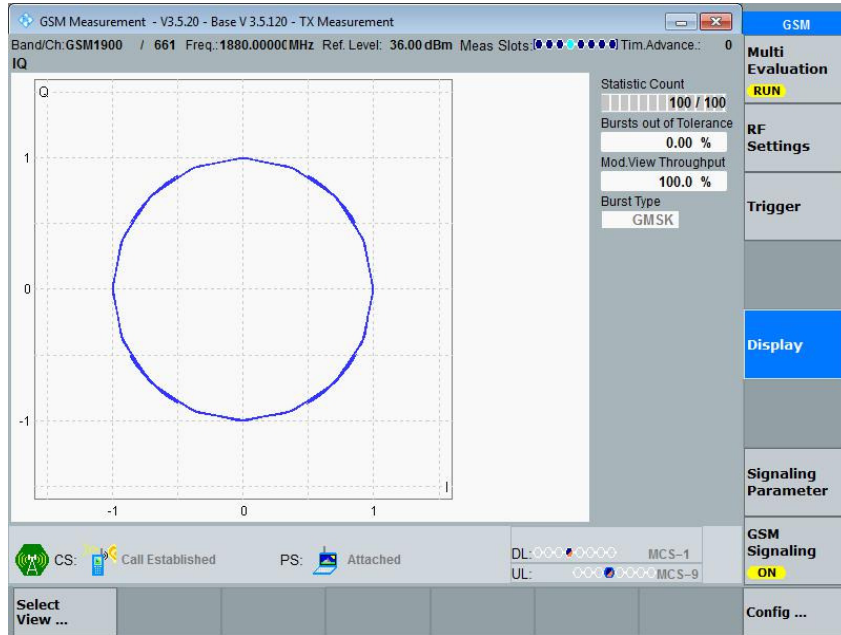 GSM Measurement - V3.5.20 - Base V 3.5.120 - TX Measurement
GSM
Band/Ch:GSM1900 / 661 Freq.:1880.0000(MHz Ref. Level: 36.00 dBm Meas Slots: Tim.Advance.: 0
IQ
Multi
Evaluation
RUN
Q
Statistic Count
100 / 100
Bursts out of Tolerance
0.00 %
RF
Settings
1
Mod.View Throughput
100.0 %
Burst Type
GMSK
Trigger
0
Display
-1
I
-1 0 1
Signaling
Parameter
CS: Call Established PS: Attached DL: MCS-1
UL: MCS-9
GSM
Signaling
ON
Select
View ...
Config ...